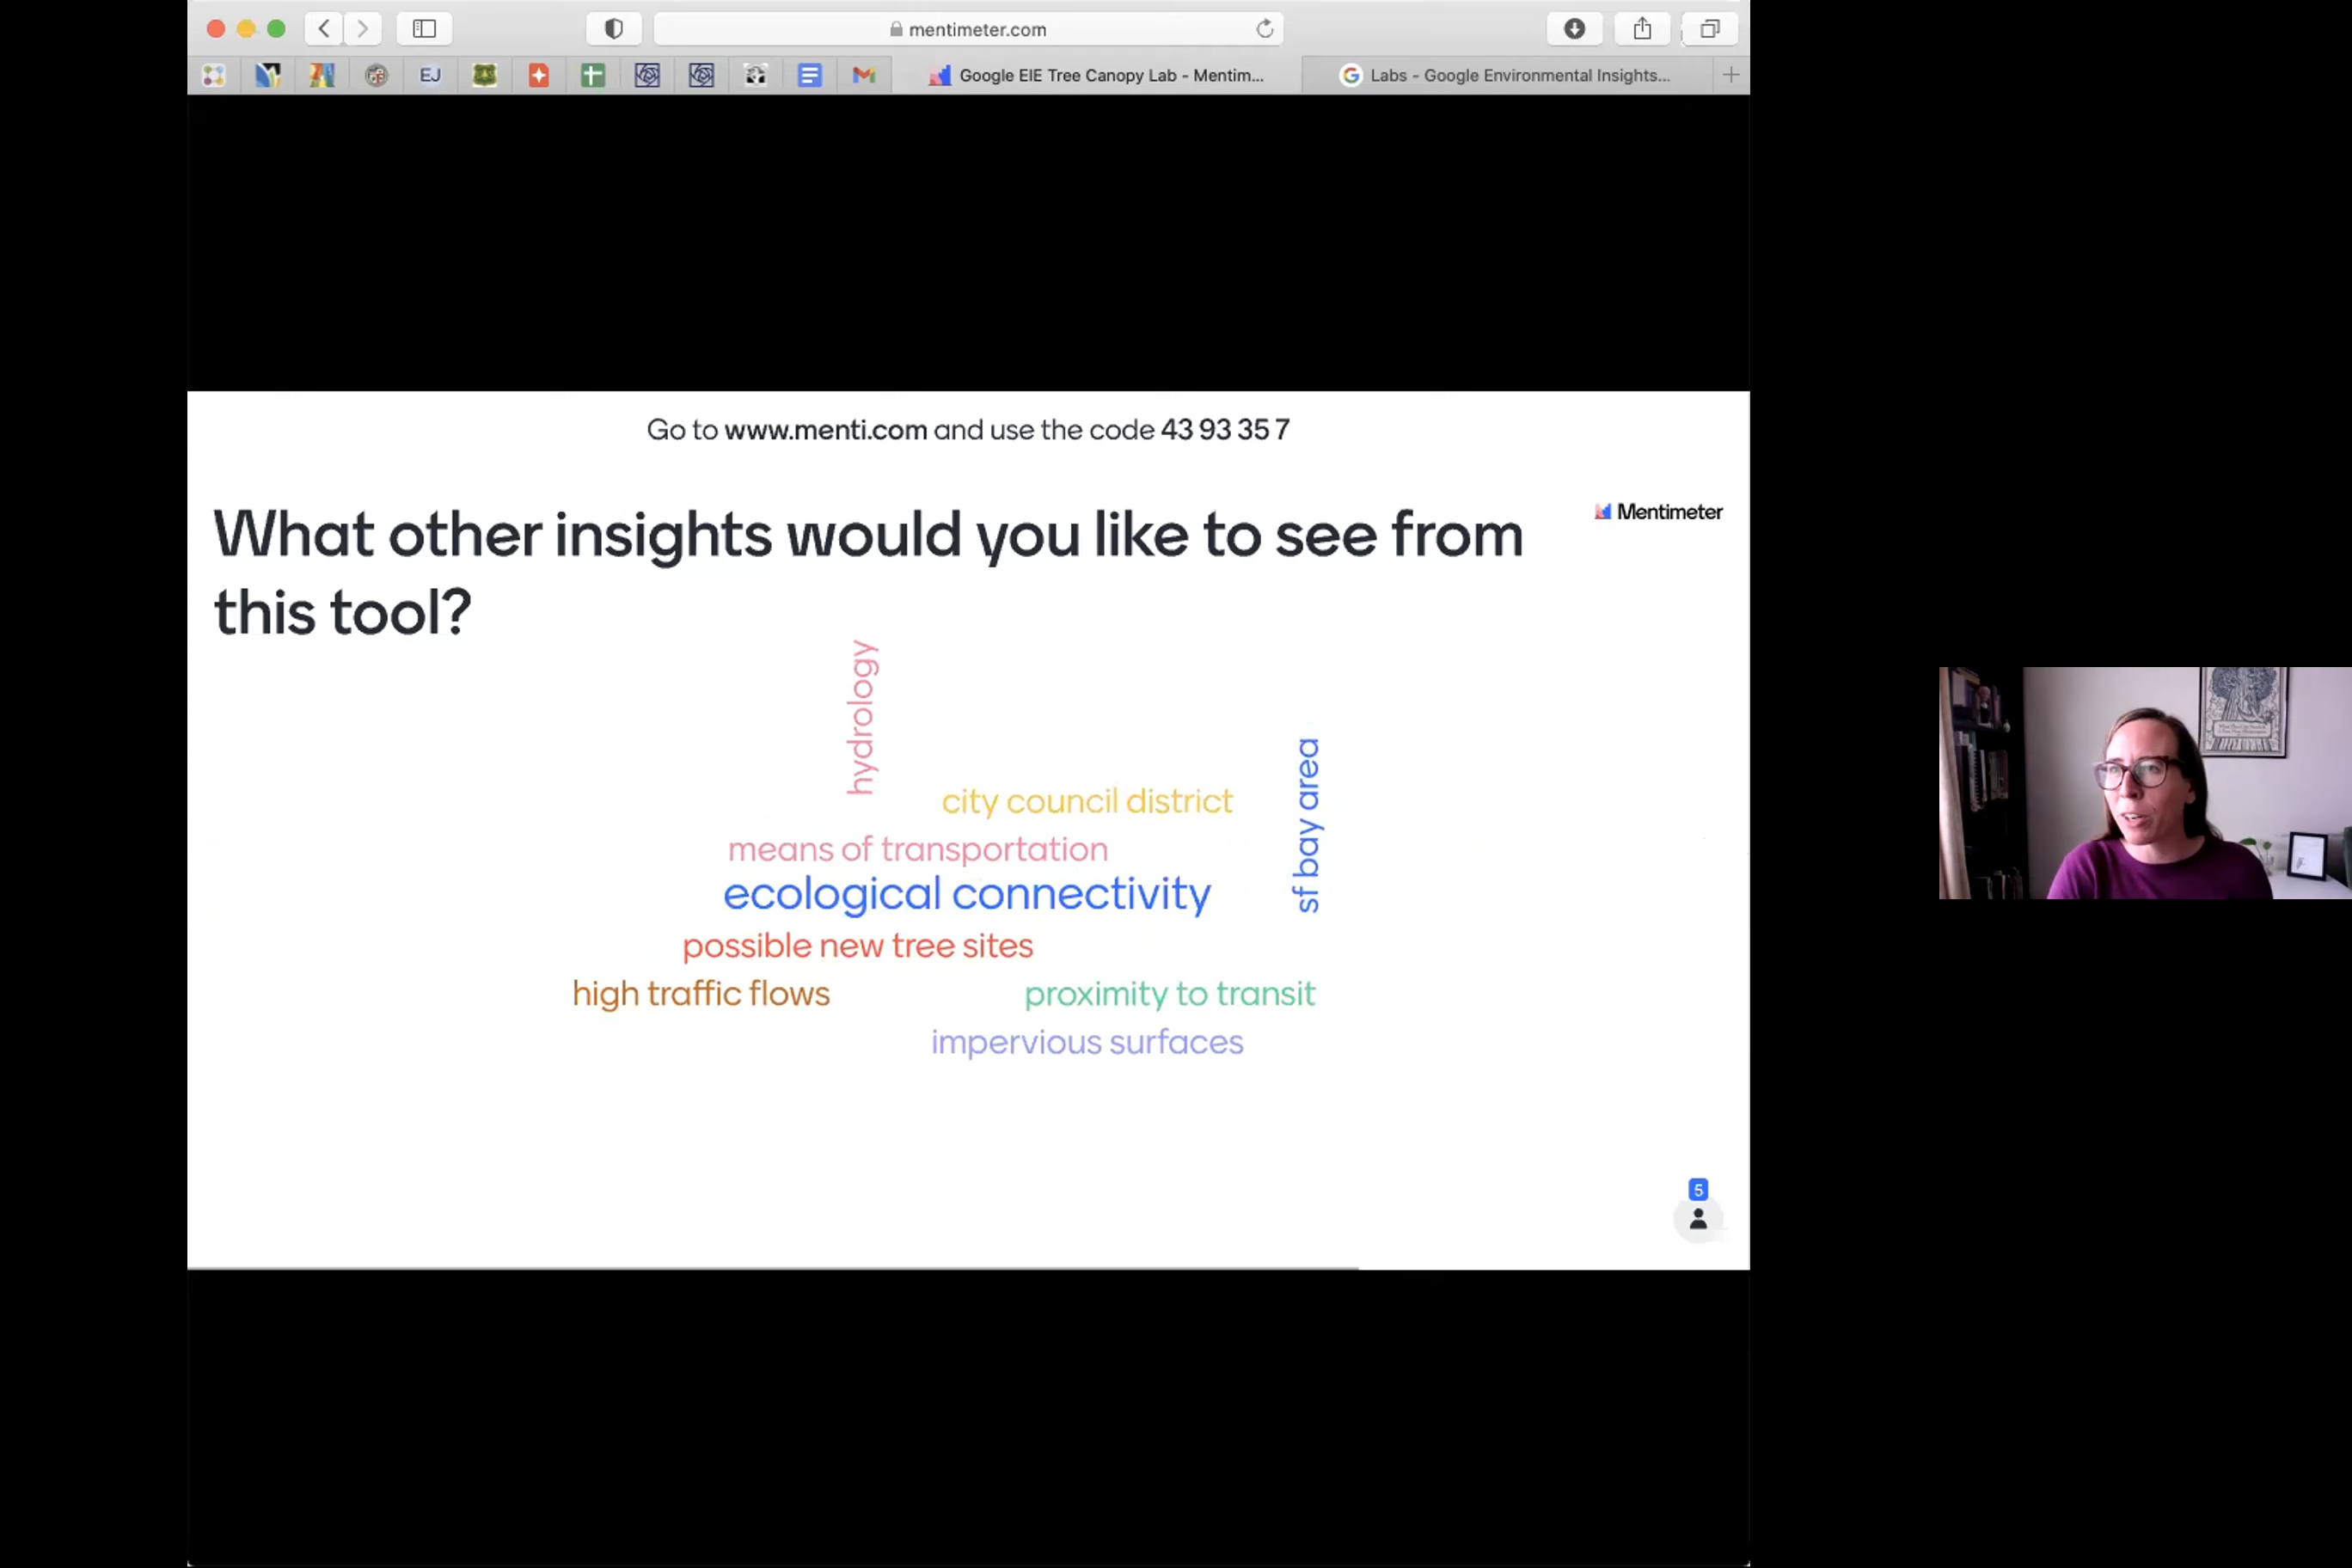 mentimeter.com
EJ
Google EIE Tree Canopy Lab - Mentim...
Labs - Google Environmental Insights...
Go to www.menti.com and use the code 43 93 35 7
What other insights would you like to see from
this tool?
Mentimeter
hydrology
city council district
sf bay area
means of transportation
ecological connectivity
possible new tree sites
high traffic flows
proximity to transit
impervious surfaces
5